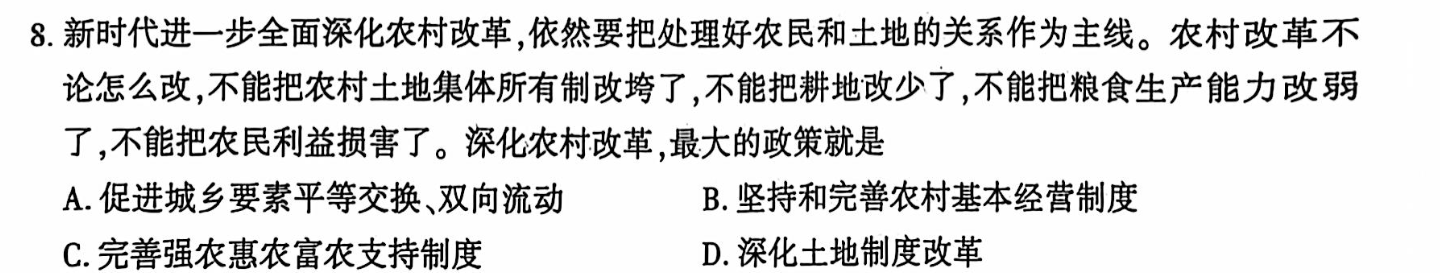 8. 新时代进一步全面深化农村改革,依然要把处理好农民和土地的关系作为主线。农村改革不
论怎么改,不能把农村土地集体所有制改垮了,不能把耕地改少了,不能把粮食生产能力改弱
了,不能把农民利益损害了。深化农村改革,最大的政策就是
A. 促进城乡要素平等交换、双向流动 B. 坚持和完善农村基本经营制度
C. 完善强农惠农富农支持制度 D. 深化土地制度改革